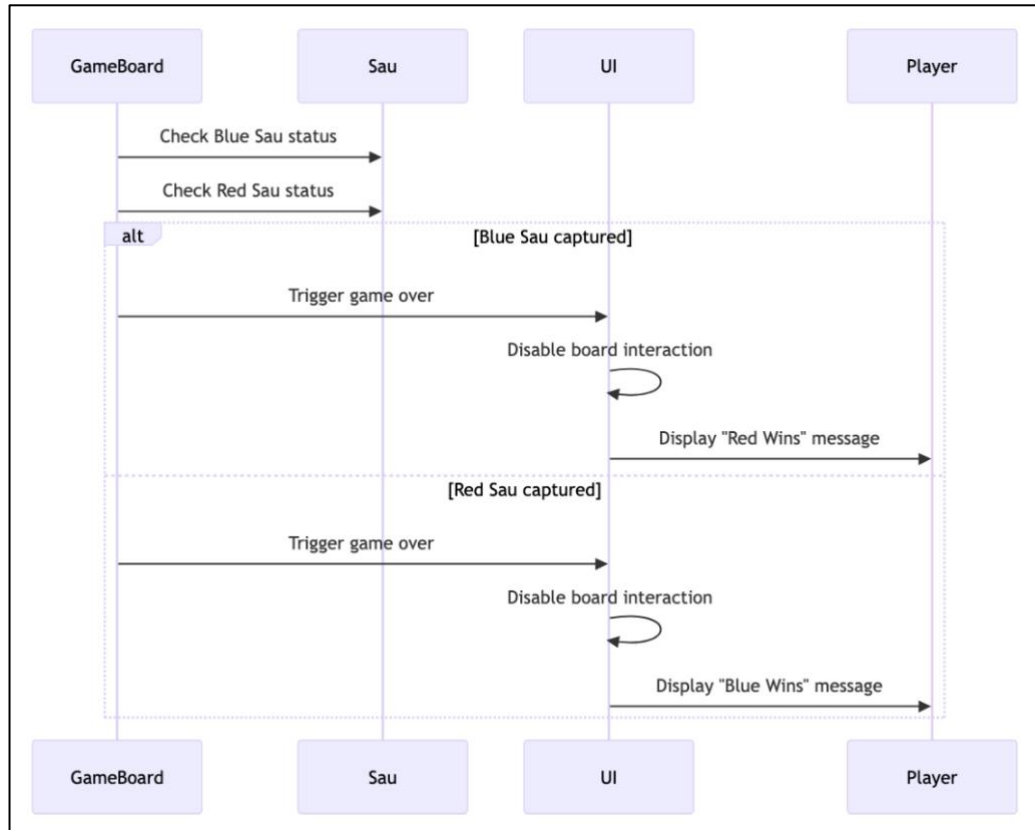 GameBoard
Sau
UI
Player
Check Blue Sau status
Check Red Sau status
alt
[Blue Sau captured]
Trigger game over
Disable board interaction
Display "Red Wins" message
[Red Sau captured]
Trigger game over
Disable board interaction
Display "Blue Wins" message
GameBoard
Sau
UI
Player